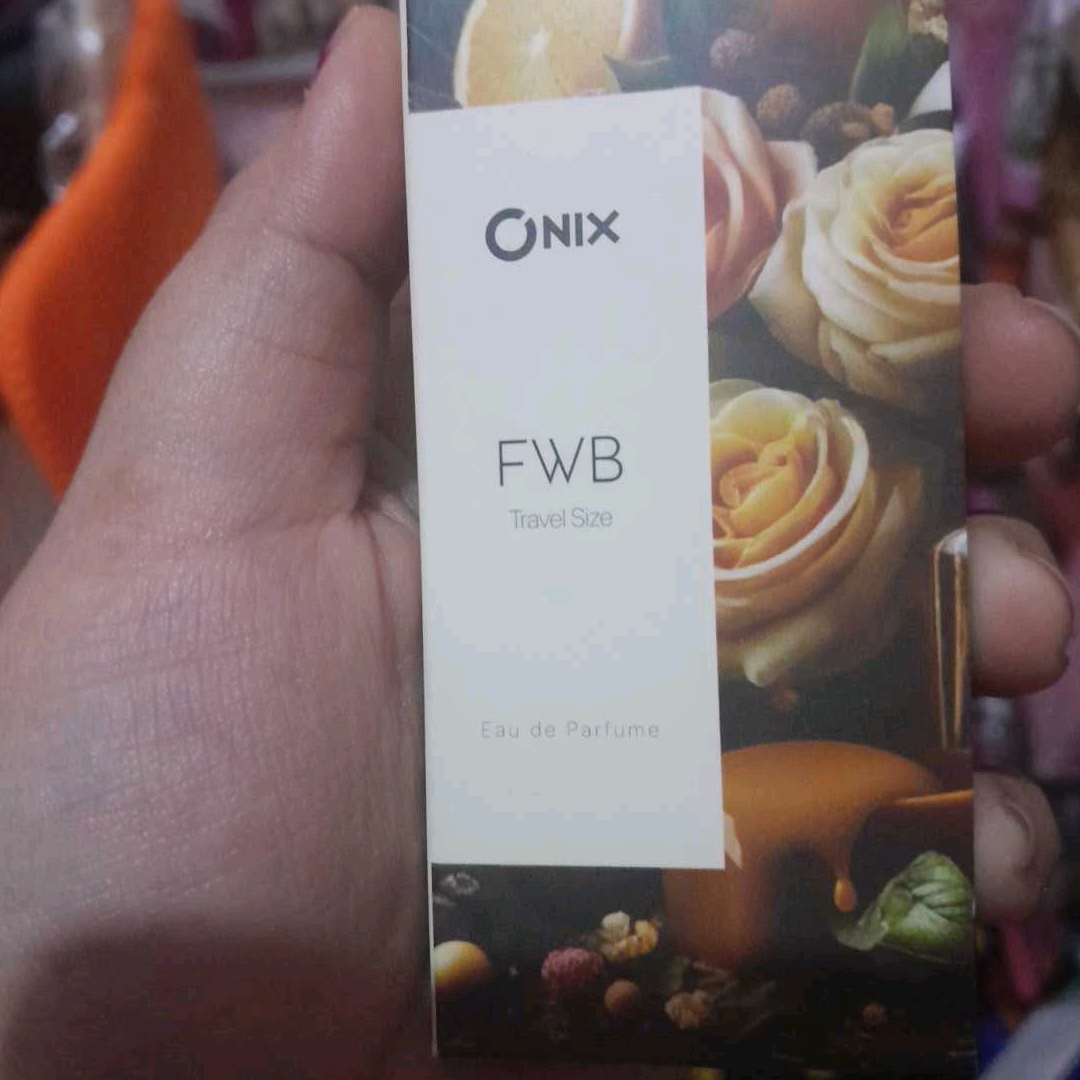 ONIX
FWB
Travel Size
Eau de Parfume